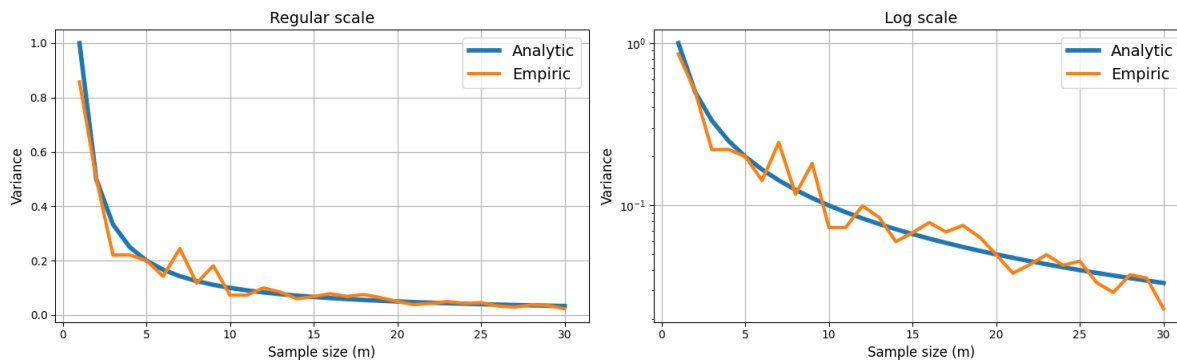 Regular scale
1.0
0.8
0.6
0.4
0.2
0.0
Variance
Analytic
Empiric
0 5 10 15 20 25 30
Sample size (m)
Log scale
10⁰
10⁻¹
Variance
Analytic
Empiric
0 5 10 15 20 25 30
Sample size (m)